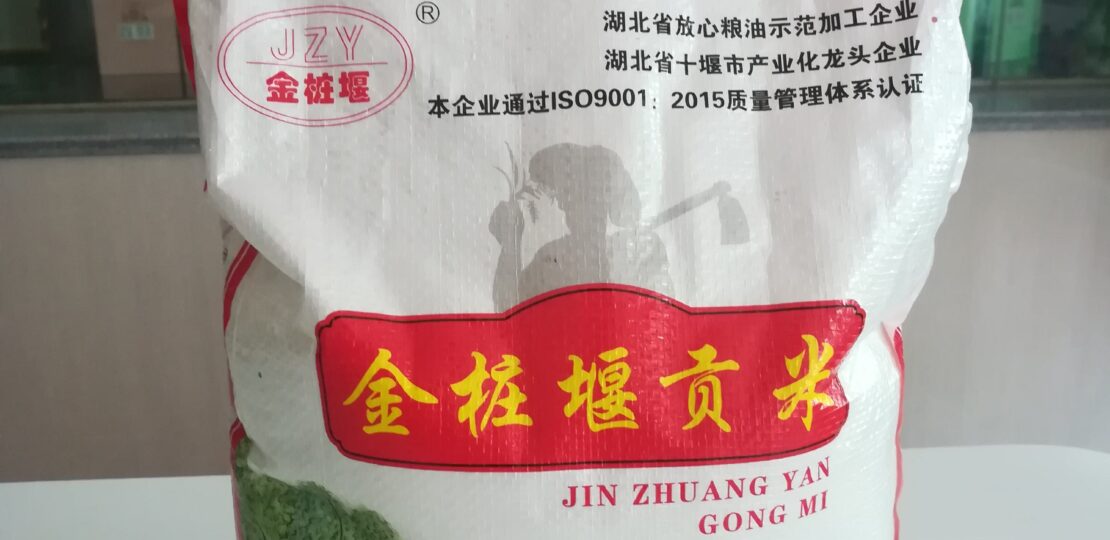 JZY
金桩堰
®
湖北省放心粮油示范加工企业
湖北省十堰市产业化龙头企业
本企业通过ISO9001：2015质量管理体系认证
金桩堰贡米
JIN ZHUANG YAN
GONG MI